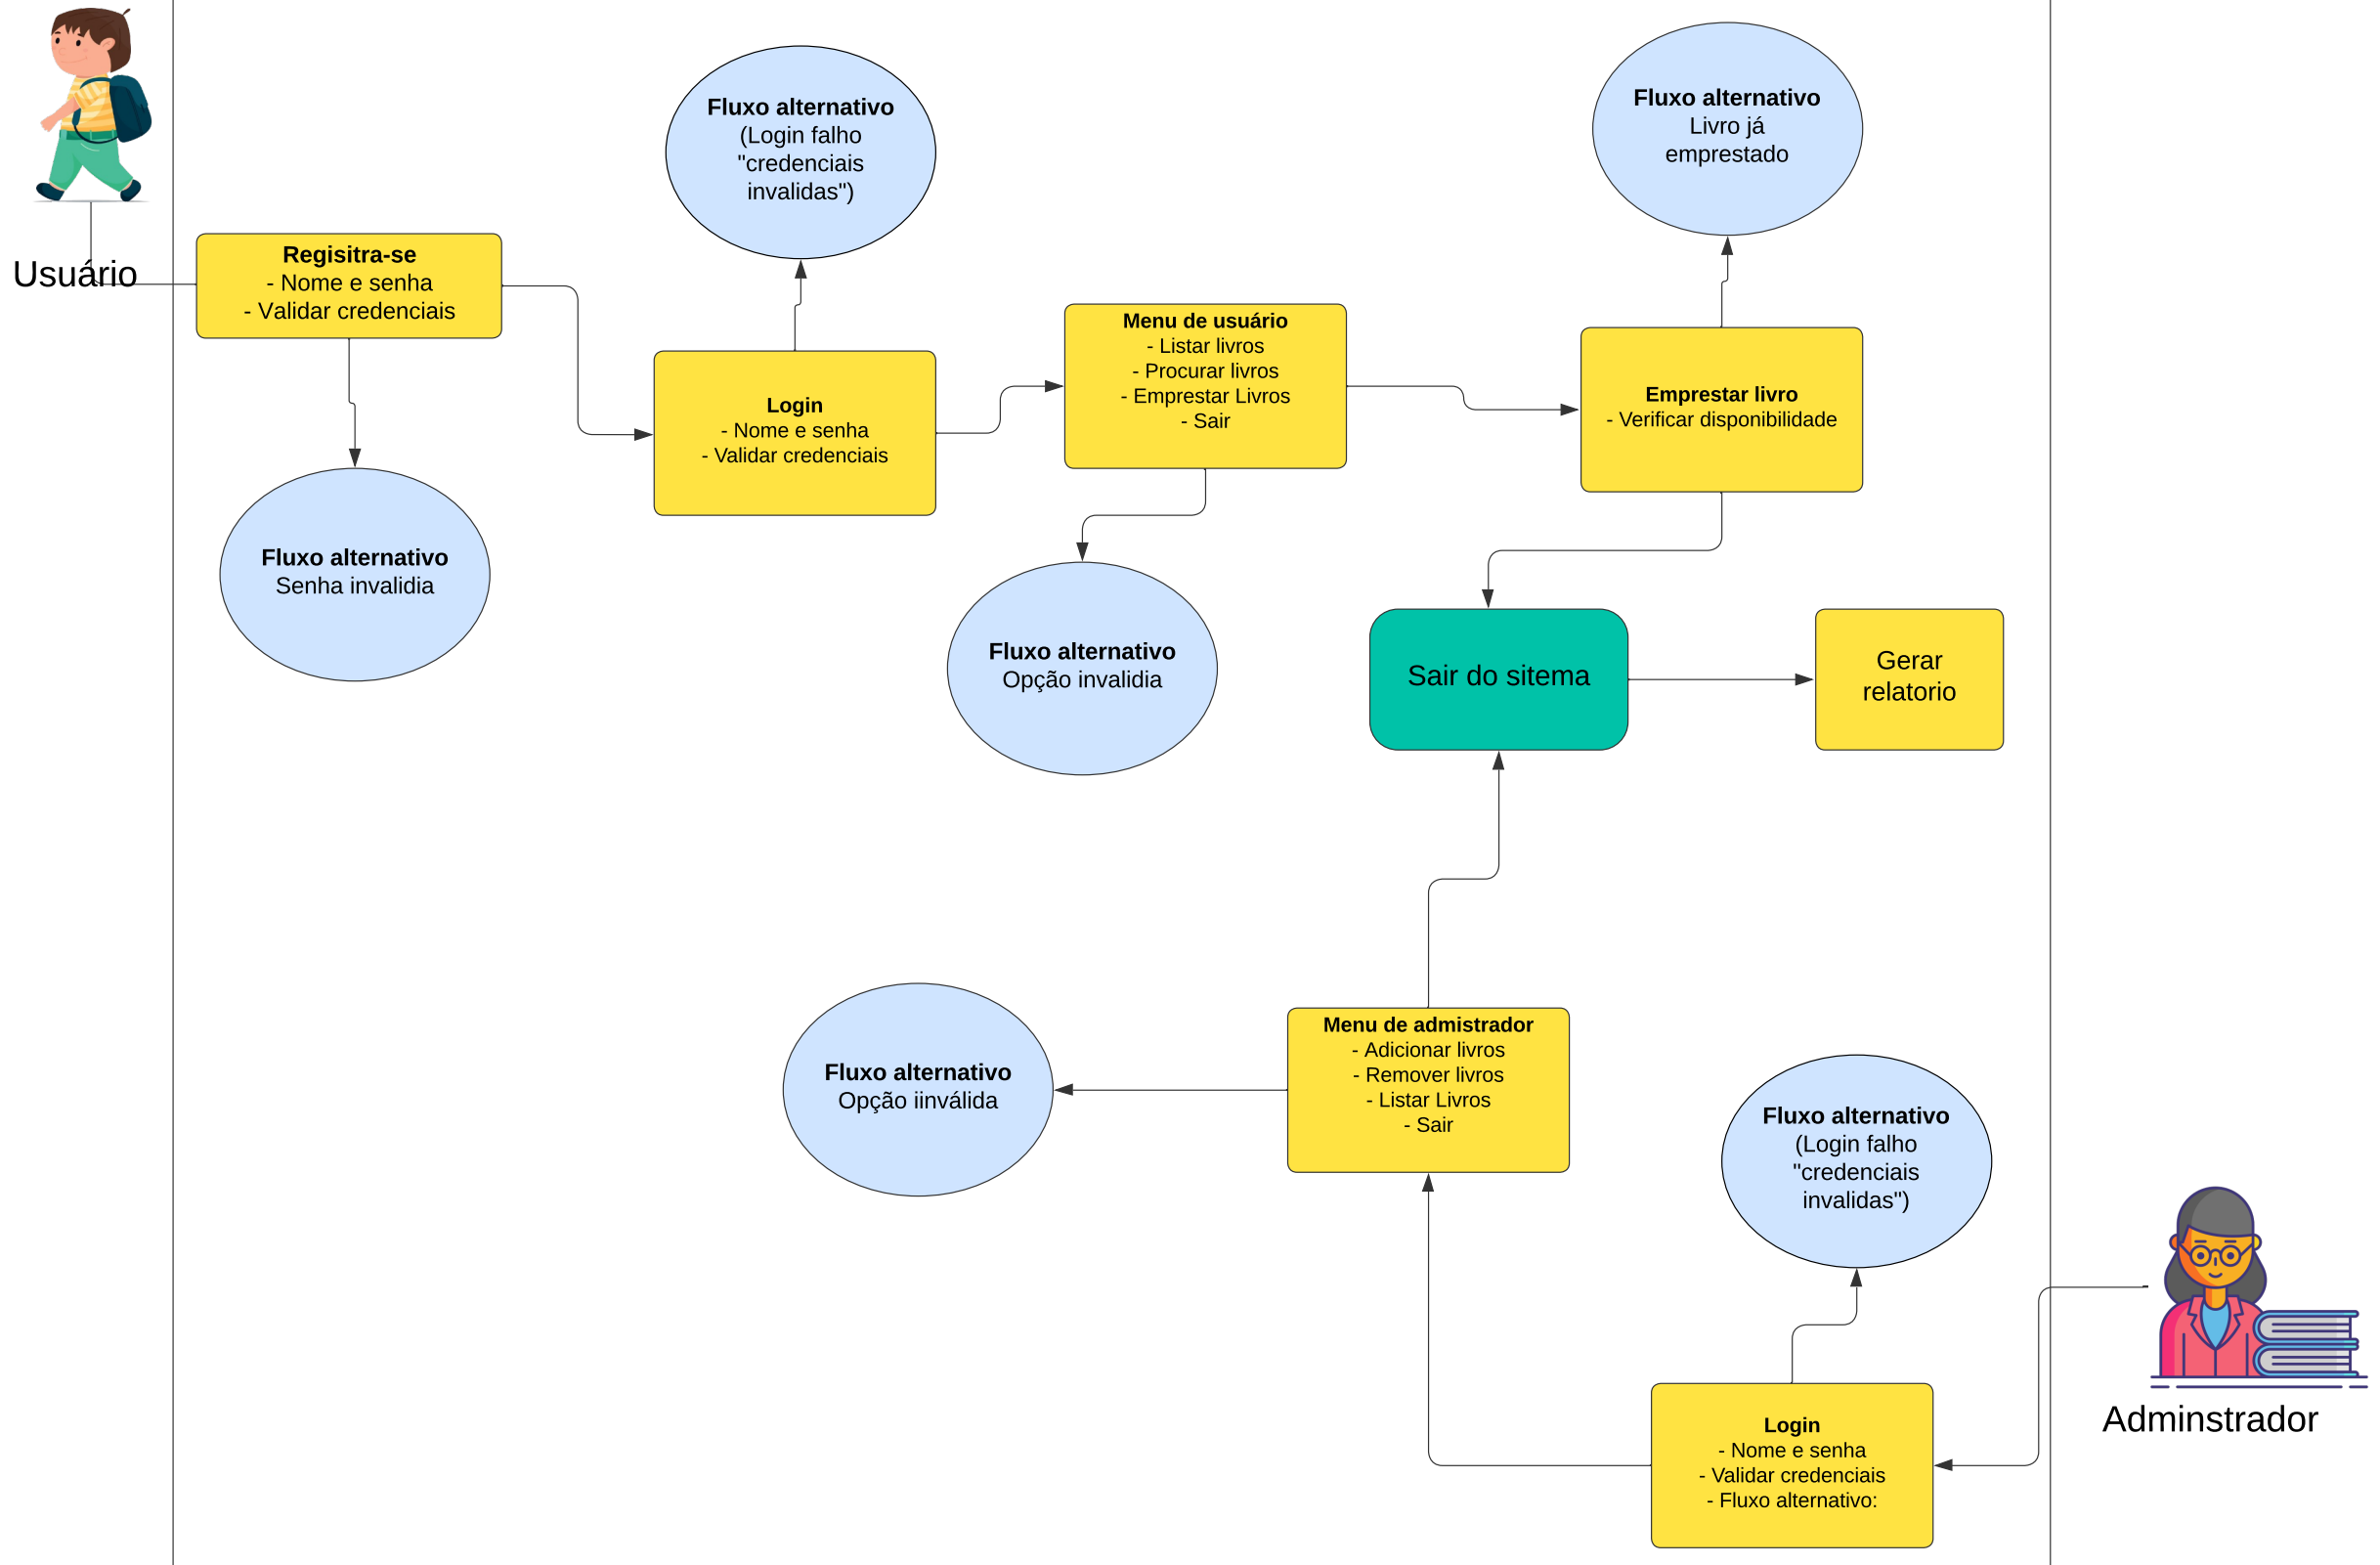 Usuário
Regisitra-se
- Nome e senha
- Validar credenciais
Fluxo alternativo
Senha invalidia
Fluxo alternativo
(Login falho
"credenciais
invalidas")
Login
- Nome e senha
- Validar credenciais
Menu de usuário
- Listar livros
- Procurar livros
- Emprestar Livros
- Sair
Fluxo alternativo
Opção invalidia
Fluxo alternativo
Livro já
emprestado
Emprestar livro
- Verificar disponibilidade
Sair do sitema
Gerar
relatorio
Fluxo alternativo
Opção iinválida
Menu de admistrador
- Adicionar livros
- Remover livros
- Listar Livros
- Sair
Fluxo alternativo
(Login falho
"credenciais
invalidas")
Login
- Nome e senha
- Validar credenciais
- Fluxo alternativo:
Adminstrador